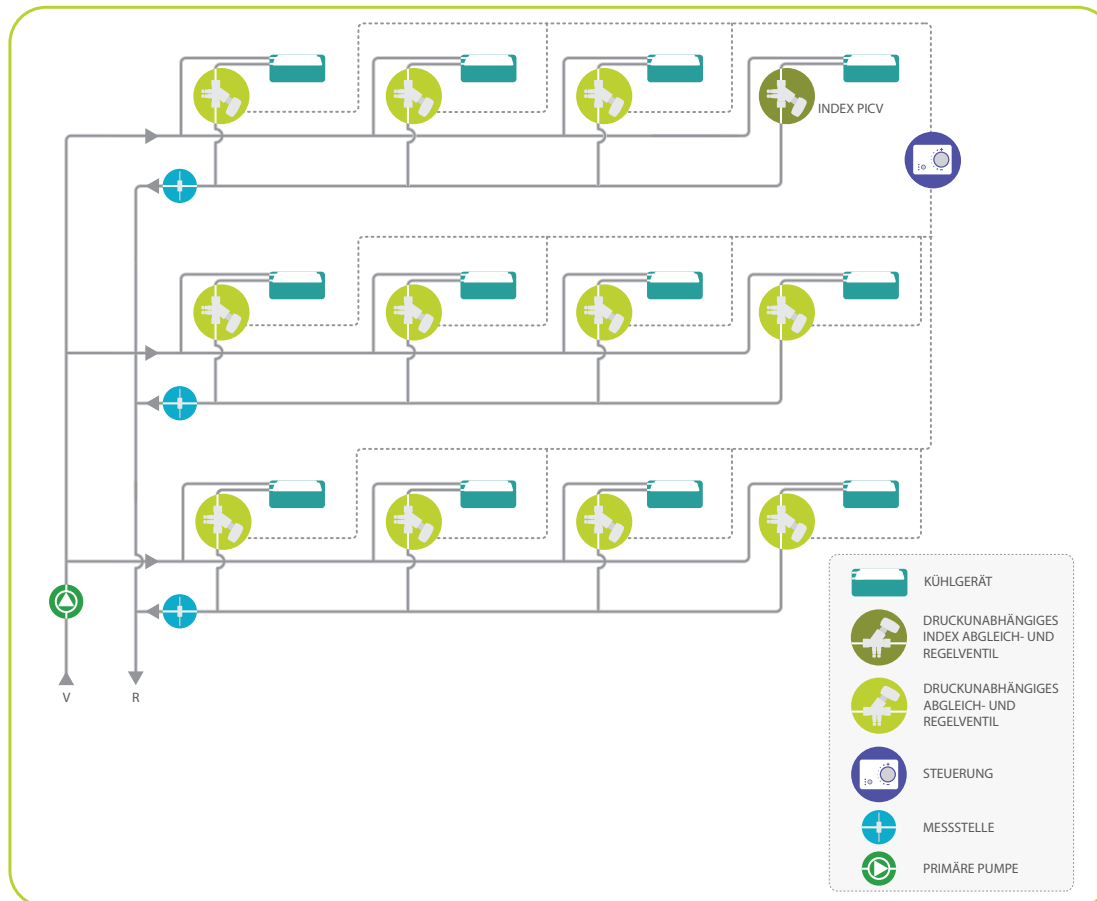 INDEX PICV
V
R
KÜHLGERÄT
DRUCKUNABHÄNGIGES
INDEX ABGLEICH- UND
REGELVENTIL
DRUCKUNABHÄNGIGES
ABGLEICH- UND
REGELVENTIL
STEUERUNG
MESSSTELLE
PRIMÄRE PUMPE